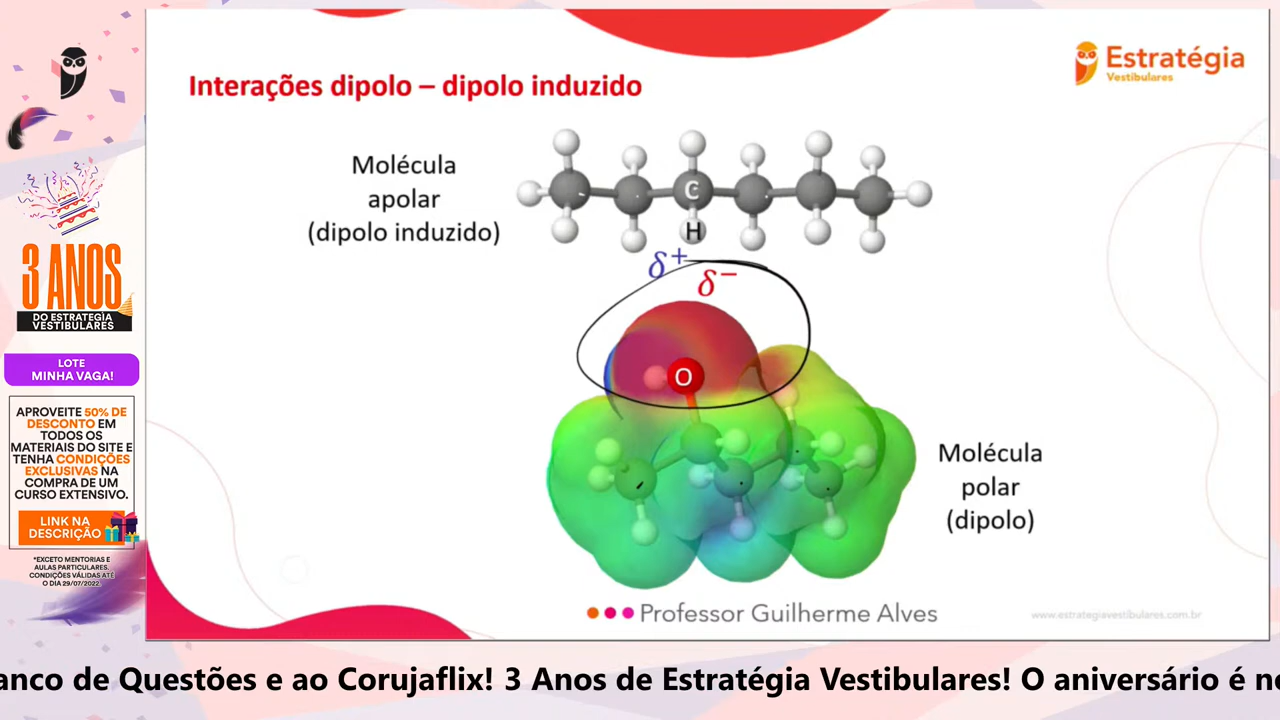 Estratégia
Vestibulares
Interações dipolo – dipolo induzido
Molécula
apolar
(dipolo induzido)
C
H
δ+
δ−
O
Molécula
polar
(dipolo)
Professor Guilherme Alves
www.estrategiavestibulares.com.br
3 ANOS
DO ESTRATEGIA
VESTIBULARES
LOTE
MINHA VAGA!
APROVEITE 50% DE
DESCONTO EM
TODOS OS
MATERIAIS DO SITE E
TENHA CONDIÇÕES
EXCLUSIVAS NA
COMPRA DE UM
CURSO EXTENSIVO.
LINK NA
DESCRIÇÃO
*EXCETO MENTORIAS E
AULAS PARTICULARES.
CONDIÇÕES VÁLIDAS ATÉ
O DIA 29/07/2022.
anco de Questões e ao Corujaflix! 3 Anos de Estratégia Vestibulares! O aniversário é no